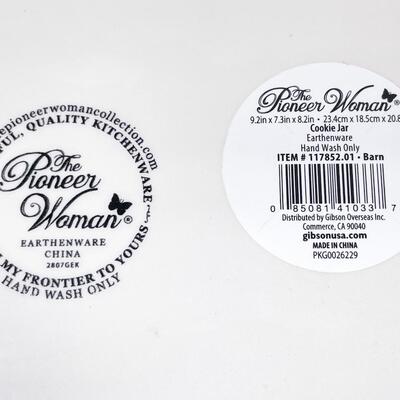 epioneerwomancollection.com
FUL, QUALITY KITCHENWARE
The
Pioneer
Woman®
EARTHENWARE
CHINA
2807GEK
MY FRONTIER TO YOURS
HAND WASH ONLY
The
Pioneer Woman®
9.2in x 7.3in x 8.2in • 23.4cm x 18.5cm x 20.8
Cookie Jar
Earthenware
Hand Wash Only
ITEM # 117852.01 • Barn
0 85081 41033 7
Distributed by Gibson Overseas Inc.
Commerce, CA 90040
gibsonusa.com
MADE IN CHINA
PKG0026229